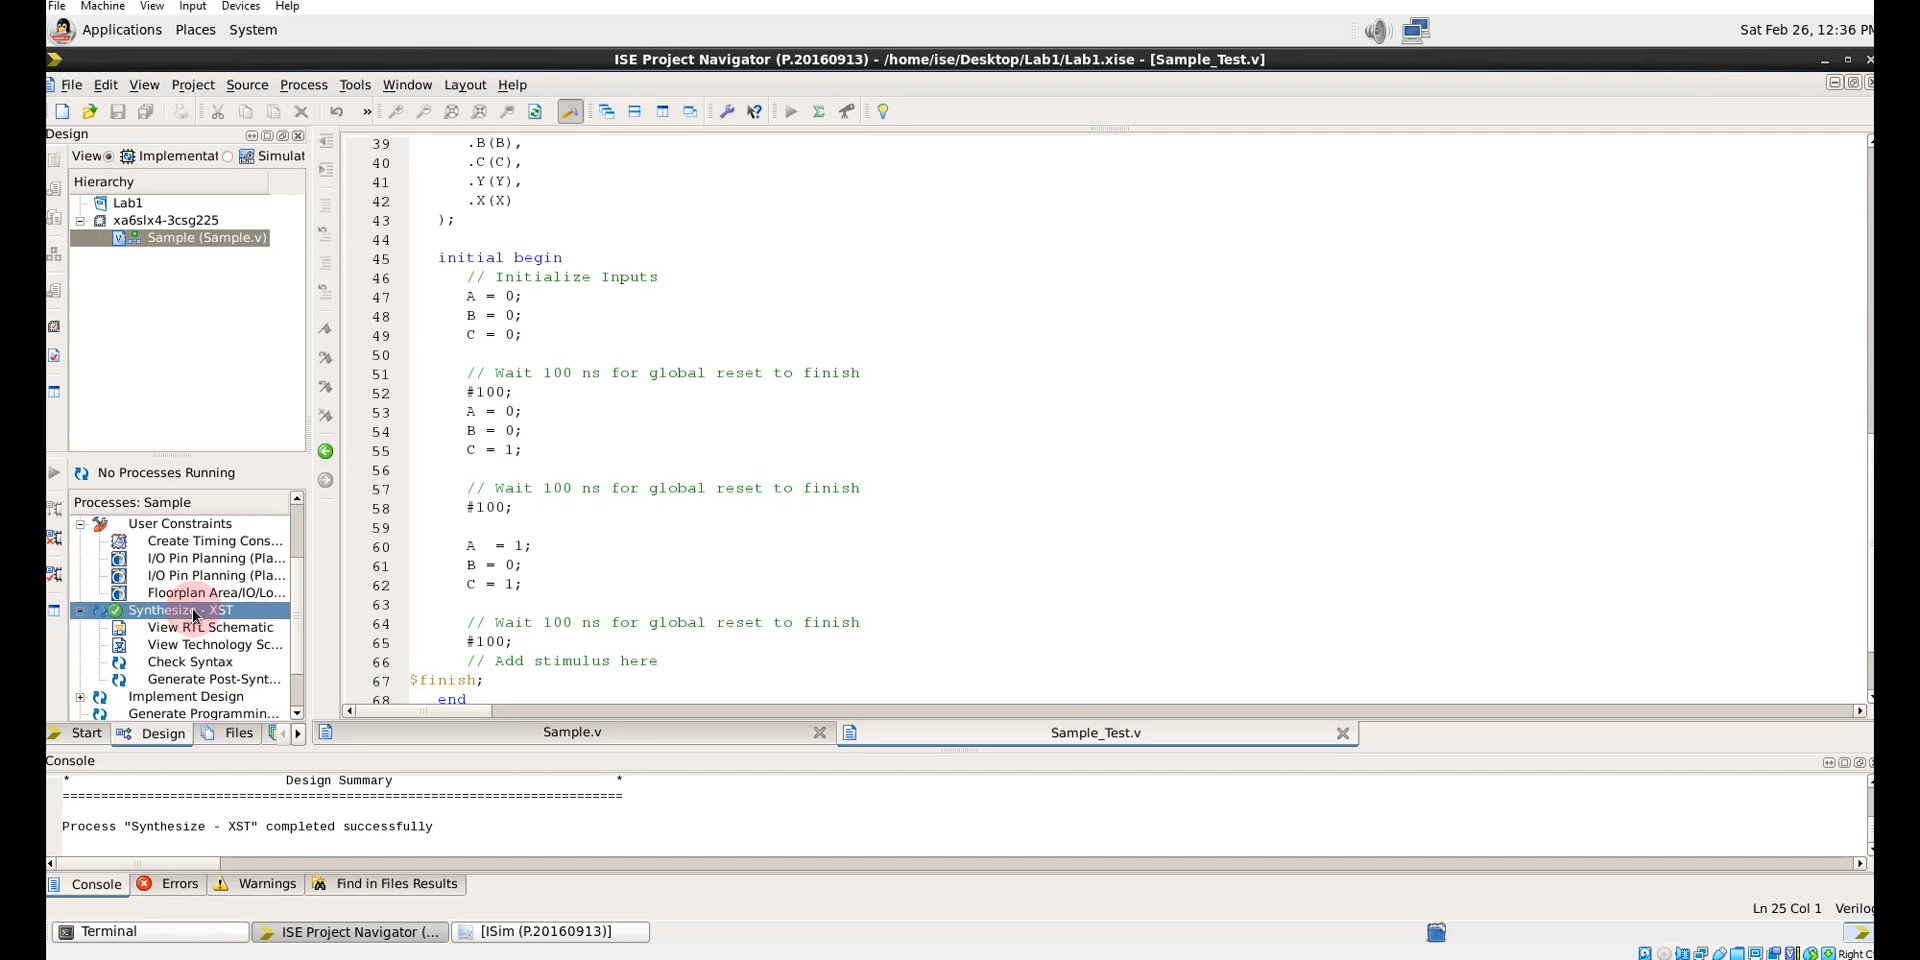 File Machine View Input Devices Help
Applications Places System
Sat Feb 26, 12:36 PM
ISE Project Navigator (P.20160913) - /home/ise/Desktop/Lab1/Lab1.xise - [Sample_Test.v]
File Edit View Project Source Process Tools Window Layout Help
»
Design
View: Implementat Simulat
Hierarchy
Lab1
xa6slx4-3csg225
Sample (Sample.v)
No Processes Running
Processes: Sample
User Constraints
Create Timing Cons...
I/O Pin Planning (Pla...
I/O Pin Planning (Pla...
Floorplan Area/IO/Lo...
Synthesize - XST
View RTL Schematic
View Technology Sc...
Check Syntax
Generate Post-Synt...
Implement Design
Generate Programmin...
Start Design Files
39 .B(B),
40 .C(C),
41 .Y(Y),
42 .X(X)
43 );
44
45 initial begin
46 // Initialize Inputs
47 A = 0;
48 B = 0;
49 C = 0;
50
51 // Wait 100 ns for global reset to finish
52 #100;
53 A = 0;
54 B = 0;
55 C = 1;
56
57 // Wait 100 ns for global reset to finish
58 #100;
59
60 A  = 1;
61 B = 0;
62 C = 1;
63
64 // Wait 100 ns for global reset to finish
65 #100;
66 // Add stimulus here
67 $finish;
68 end
Sample.v Sample_Test.v
Console
* Design Summary *
=========================================================================
Process "Synthesize - XST" completed successfully
Console Errors Warnings Find in Files Results
Ln 25 Col 1 Verilog
Terminal ISE Project Navigator (... [ISim (P.20160913)]
Right C